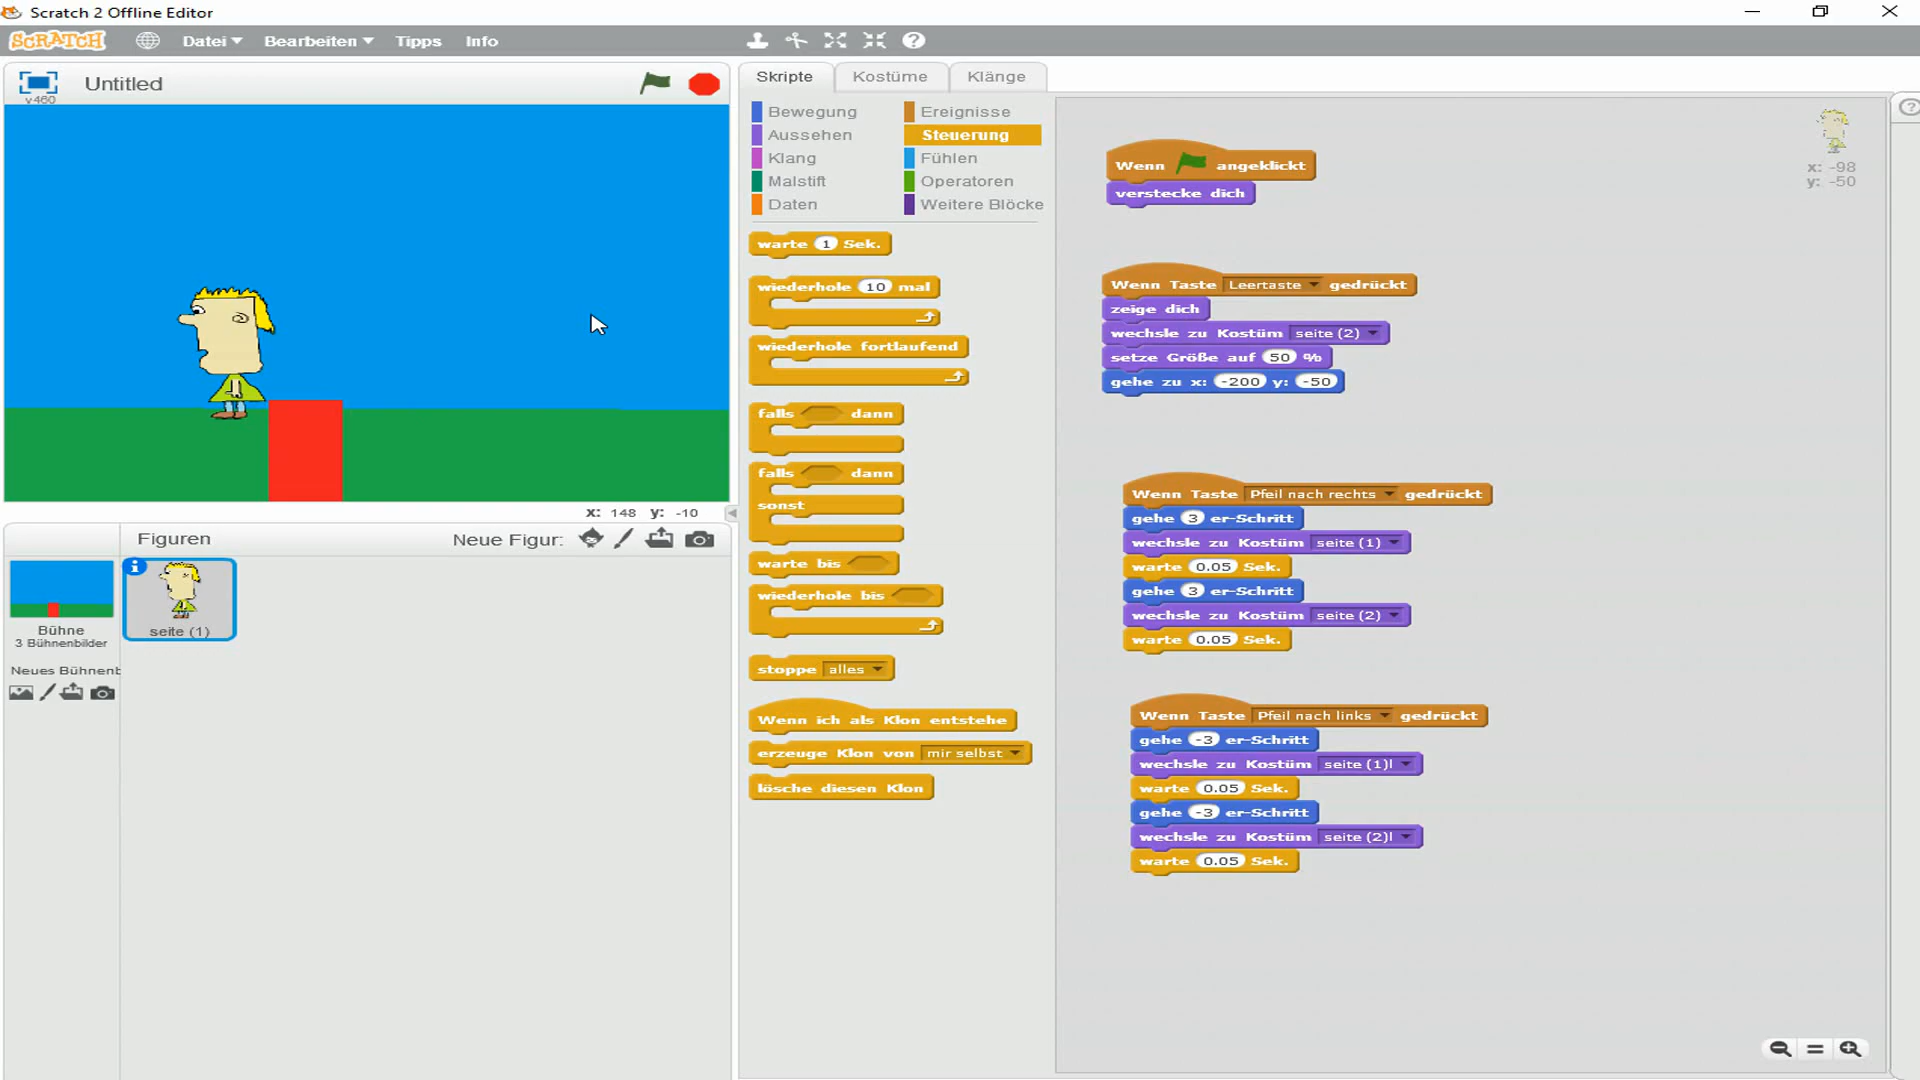 Scratch 2 Offline Editor
SCRATCH Datei Bearbeiten Tipps Info
Untitled
v460
x: 148 y: -10
Figuren Neue Figur:
Bühne
3 Bühnenbilder
Neues Bühnenb
seite (1)
Skripte Kostüme Klänge
Bewegung Ereignisse
Aussehen Steuerung
Klang Fühlen
Malstift Operatoren
Daten Weitere Blöcke
warte 1 Sek.
wiederhole 10 mal
wiederhole fortlaufend
falls dann
falls dann
sonst
warte bis
wiederhole bis
stoppe alles
Wenn ich als Klon entstehe
erzeuge Klon von mir selbst
lösche diesen Klon
Wenn angeklickt
verstecke dich
Wenn Taste Leertaste gedrückt
zeige dich
wechsle zu Kostüm seite (2)
setze Größe auf 50 %
gehe zu x: -200 y: -50
Wenn Taste Pfeil nach rechts gedrückt
gehe 3 er-Schritt
wechsle zu Kostüm seite (1)
warte 0.05 Sek.
gehe 3 er-Schritt
wechsle zu Kostüm seite (2)
warte 0.05 Sek.
Wenn Taste Pfeil nach links gedrückt
gehe -3 er-Schritt
wechsle zu Kostüm seite (1)l
warte 0.05 Sek.
gehe -3 er-Schritt
wechsle zu Kostüm seite (2)l
warte 0.05 Sek.
x: -98
y: -50